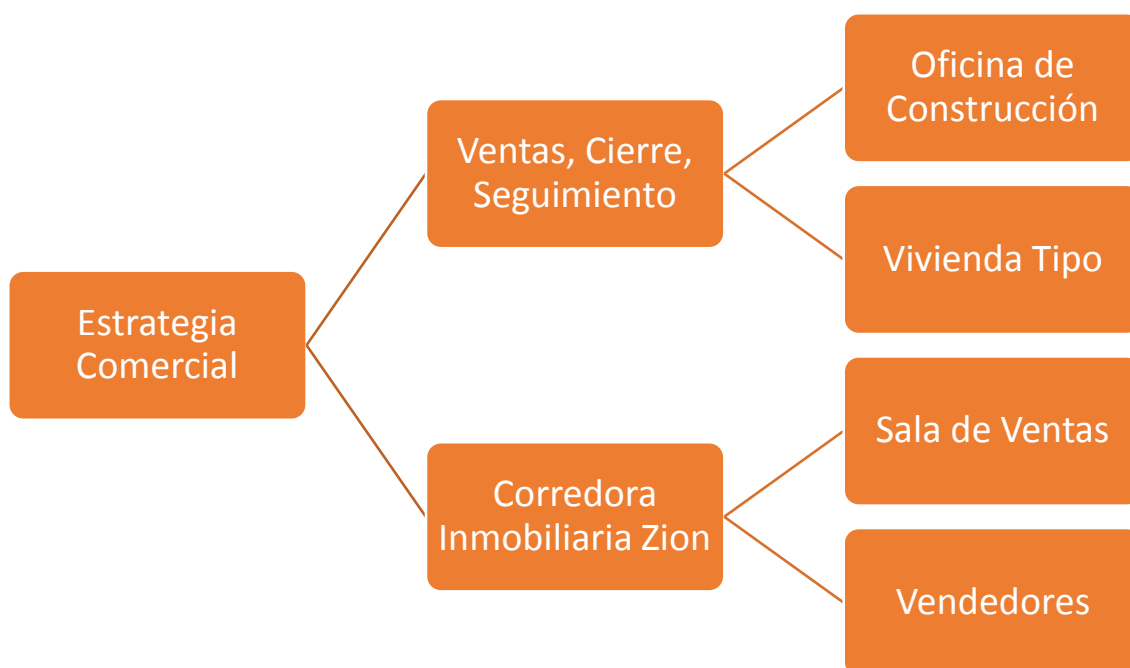 Estrategia
Comercial
Ventas, Cierre,
Seguimiento
Oficina de
Construcción
Vivienda Tipo
Corredora
Inmobiliaria Zion
Sala de Ventas
Vendedores